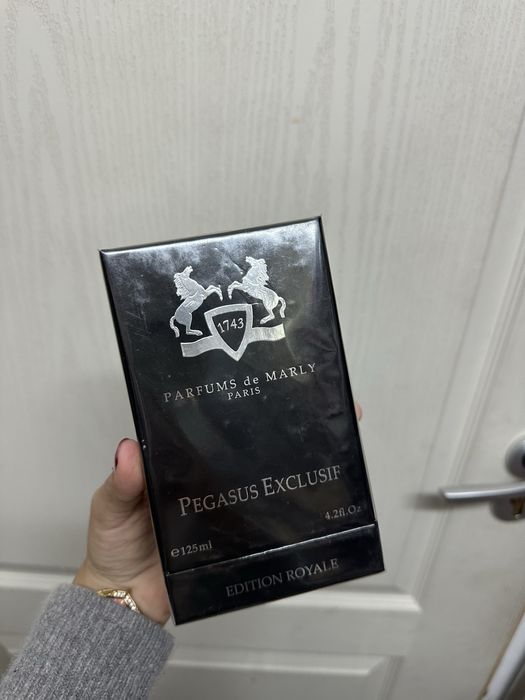 1743
PARFUMS de MARLY
PARIS
PEGASUS EXCLUSIF
℮125ml 4.2fl.Oz
EDITION ROYALE